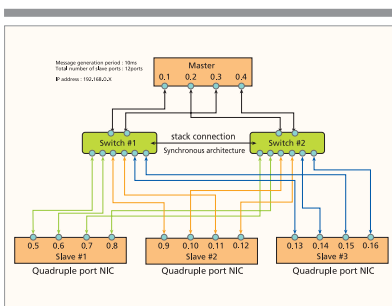 Message generation period : 10ms
Total number of slave ports : 12ports
IP address : 192.168.0.X
Master
0.1 0.2 0.3 0.4
Switch #1
stack connection
Synchronous architecture
Switch #2
0.5 0.6 0.7 0.8
Slave #1
0.9 0.10 0.11 0.12
Slave #2
0.13 0.14 0.15 0.16
Slave #3
Quadruple port NIC
Quadruple port NIC
Quadruple port NIC